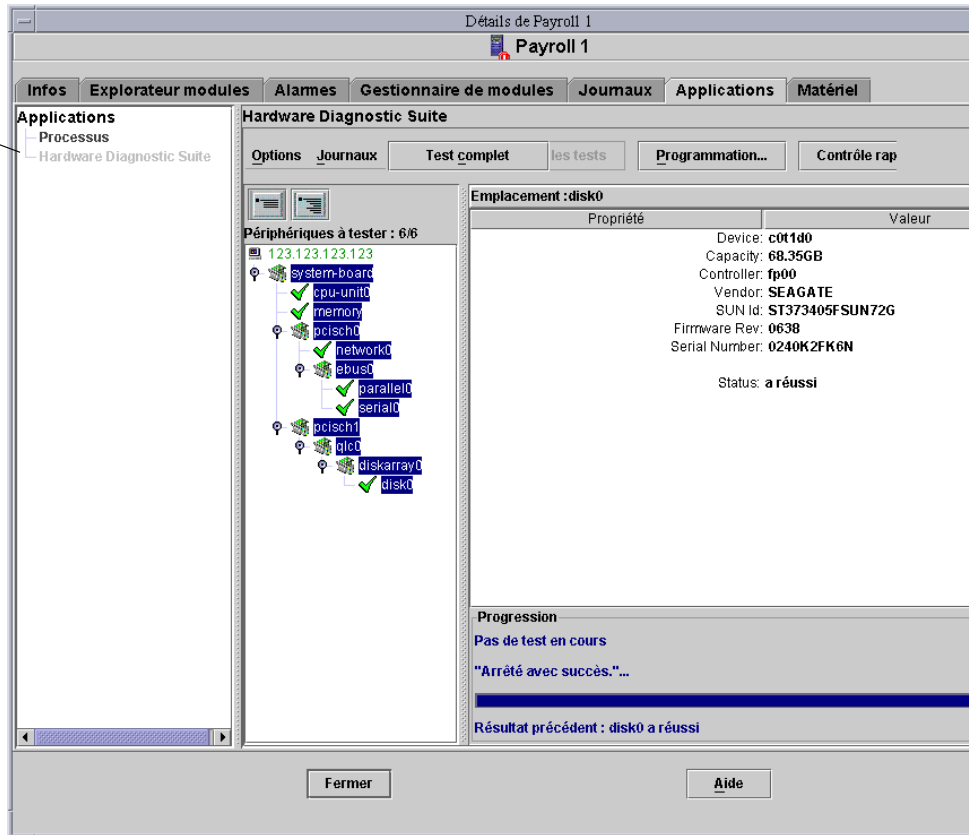 Détails de Payroll 1
Payroll 1
Infos Explorateur modules Alarmes Gestionnaire de modules Journaux Applications Matériel
Applications
Processus
Hardware Diagnostic Suite
Hardware Diagnostic Suite
Options Journaux Test complet les tests Programmation... Contrôle rap
Périphériques à tester : 6/6
123.123.123.123
system-board
cpu-unit0
memory
pcisch0
network0
ebus0
parallel0
serial0
pcisch1
qlc0
diskarray0
disk0
Emplacement :disk0
Propriété Valeur
Device: c0t1d0
Capacity: 68.35GB
Controller: fp00
Vendor: SEAGATE
SUN Id: ST373405FSUN72G
Firmware Rev: 0638
Serial Number: 0240K2FK6N
Status: a réussi
Progression
Pas de test en cours
"Arrêté avec succès."...
Résultat précédent : disk0 a réussi
Fermer Aide